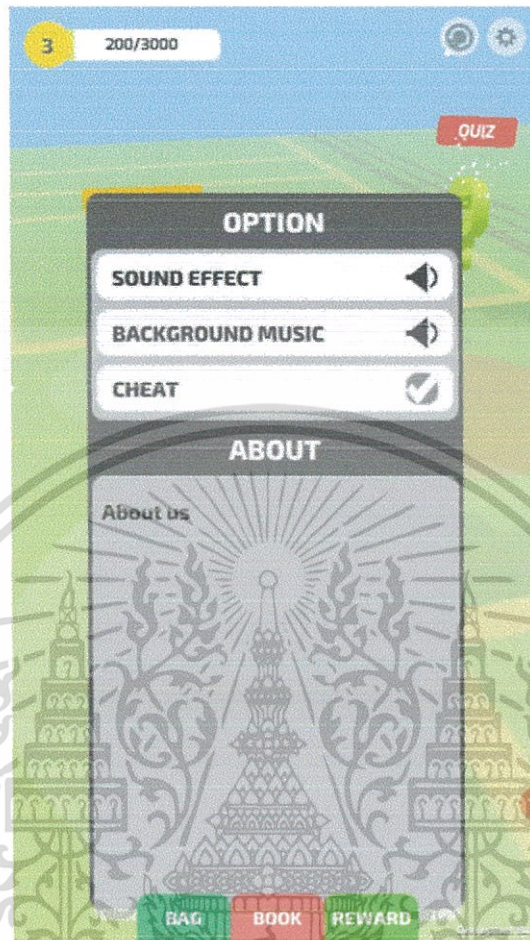 3
200/3000
QUIZ
OPTION
SOUND EFFECT
BACKGROUND MUSIC
CHEAT
ABOUT
About us
BAG
BOOK
REWARD